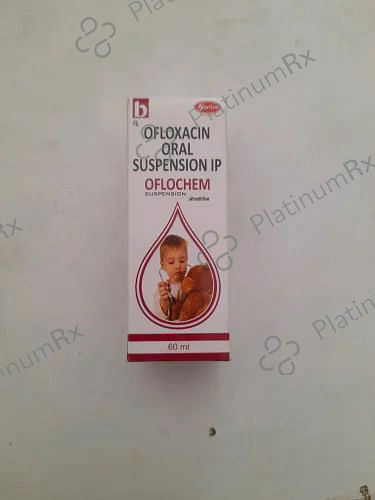 b
Rx
OFLOXACIN
ORAL
SUSPENSION IP
OFLOCHEM
SUSPENSION
60 ml
PlatinumRx
PlatinumRx
PlatinumRx
PlatinumRx
PlatinumRx